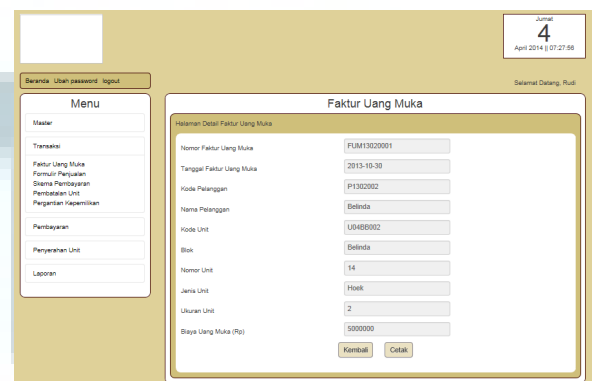 Jumat
4
April 2014 || 07:27:56
Beranda Ubah password logout
Selamat Datang, Rudi
Menu
Master
Transaksi
Faktur Uang Muka
Formulir Penjualan
Skema Pembayaran
Pembatalan Unit
Pergantian Kepemilikan
Pembayaran
Penyerahan Unit
Laporan
Faktur Uang Muka
Halaman Detail Faktur Uang Muka
Nomor Faktur Uang Muka FUM13020001
Tanggal Faktur Uang Muka 2013-10-30
Kode Pelanggan P1302002
Nama Pelanggan Belinda
Kode Unit U04BB002
Blok Belinda
Nomor Unit 14
Jenis Unit Hoek
Ukuran Unit 2
Biaya Uang Muka (Rp) 5000000
Kembali Cetak